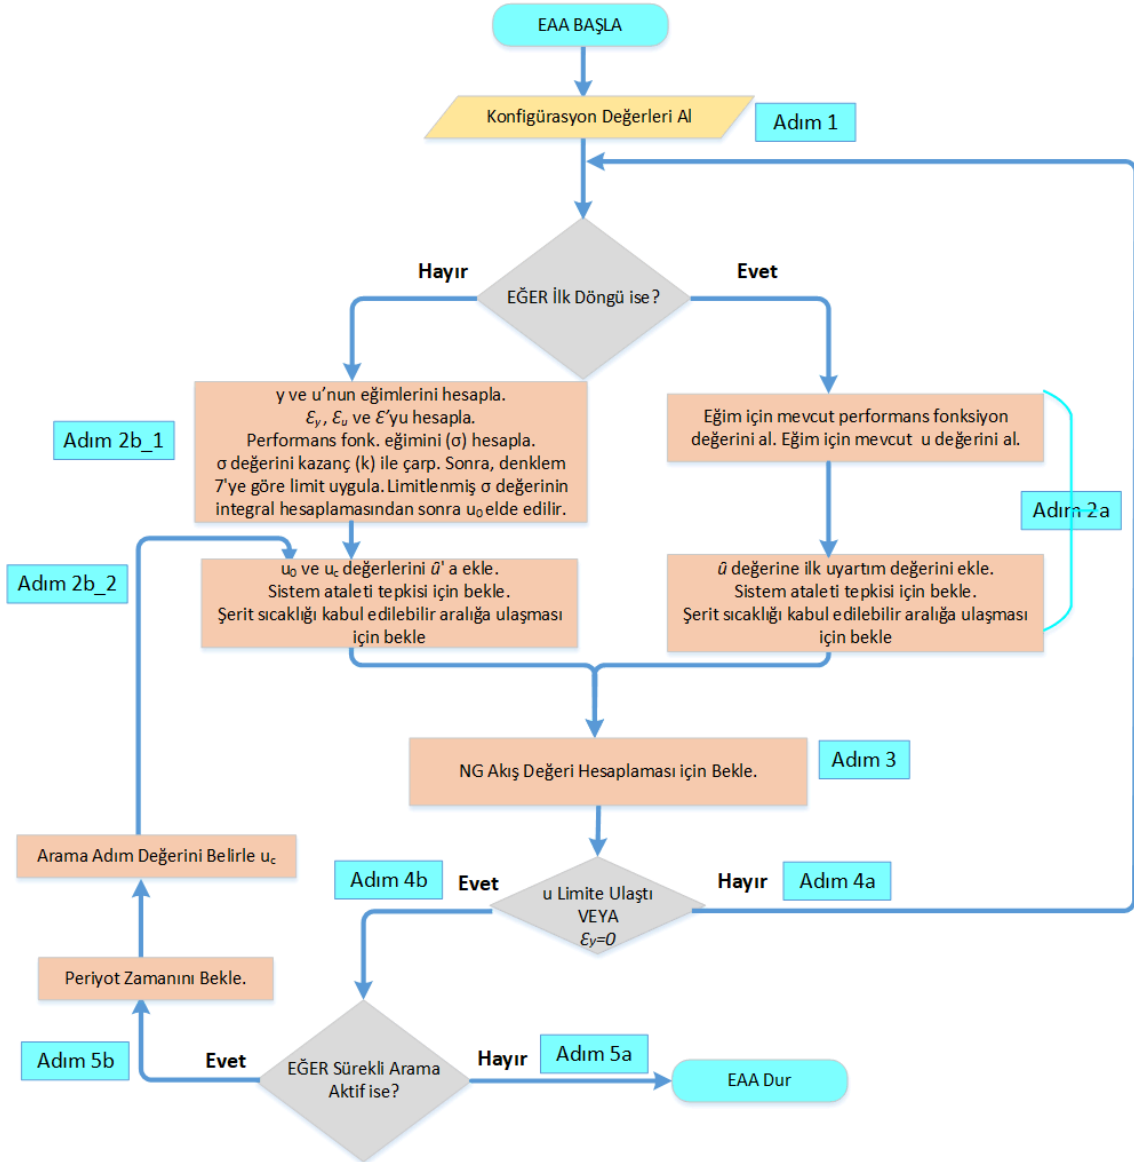 EAA BAŞLA
Konfigürasyon Değerleri Al
Adım 1
Hayır
Evet
EĞER İlk Döngü ise?
y ve u'nun eğimlerini hesapla.
Ɛy , Ɛu ve Ɛ'yu hesapla.
Performans fonk. eğimini (σ) hesapla.
σ değerini kazanç (k) ile çarp. Sonra, denklem
7'ye göre limit uygula. Limitlenmiş σ değerinin
integral hesaplamasından sonra u₀ elde edilir.
Adım 2b_1
Eğim için mevcut performans fonksiyon
değerini al. Eğim için mevcut u değerini al.
Adım 2a
Adım 2b_2
u₀ ve u꜀ değerlerini û' a ekle.
Sistem ataleti tepkisi için bekle.
Şerit sıcaklığı kabul edilebilir aralığa ulaşması
için bekle
û değerine ilk uyartım değerini ekle.
Sistem ataleti tepkisi için bekle.
Şerit sıcaklığı kabul edilebilir aralığa ulaşması
için bekle
NG Akış Değeri Hesaplaması için Bekle.
Adım 3
Arama Adım Değerini Belirle u꜀
Adım 4b
Evet
u Limite Ulaştı
VEYA
Ɛy=0
Hayır
Adım 4a
Periyot Zamanını Bekle.
Adım 5b
Evet
EĞER Sürekli Arama
Aktif ise?
Hayır
Adım 5a
EAA Dur